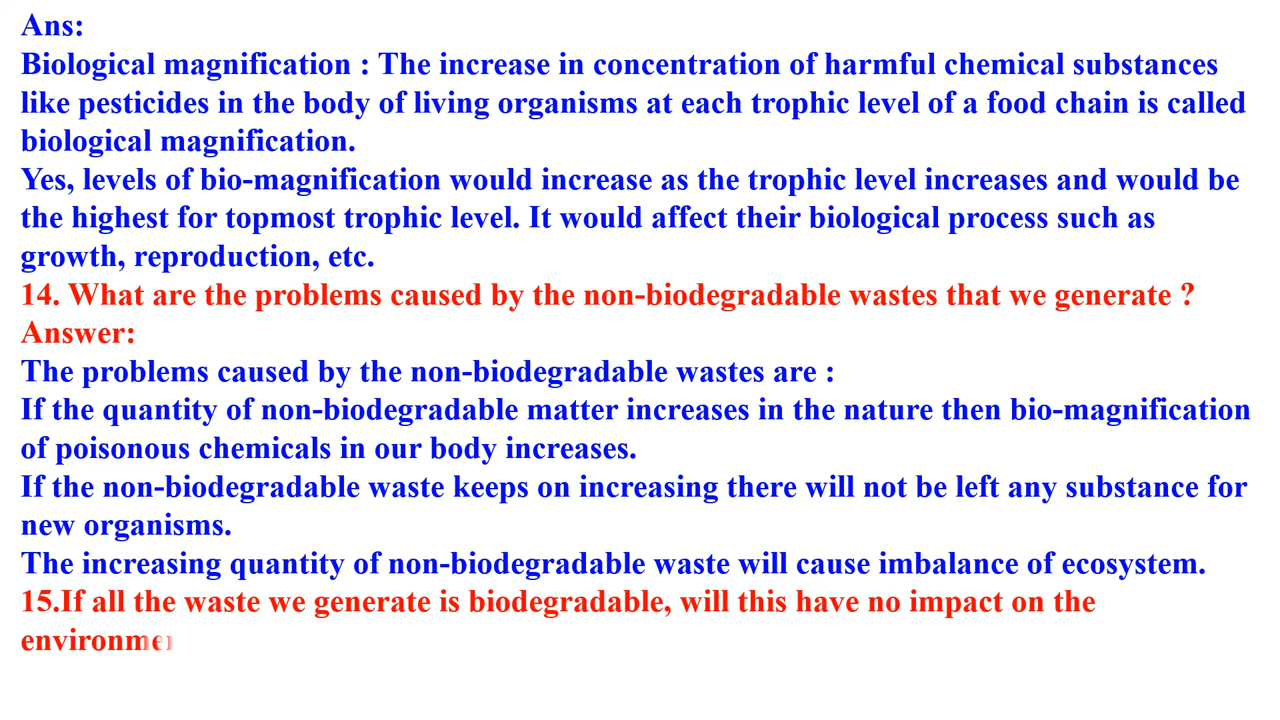 Ans:
Biological magnification : The increase in concentration of harmful chemical substances
like pesticides in the body of living organisms at each trophic level of a food chain is called
biological magnification.
Yes, levels of bio-magnification would increase as the trophic level increases and would be
the highest for topmost trophic level. It would affect their biological process such as
growth, reproduction, etc.
14. What are the problems caused by the non-biodegradable wastes that we generate ?
Answer:
The problems caused by the non-biodegradable wastes are :
If the quantity of non-biodegradable matter increases in the nature then bio-magnification
of poisonous chemicals in our body increases.
If the non-biodegradable waste keeps on increasing there will not be left any substance for
new organisms.
The increasing quantity of non-biodegradable waste will cause imbalance of ecosystem.
15.If all the waste we generate is biodegradable, will this have no impact on the